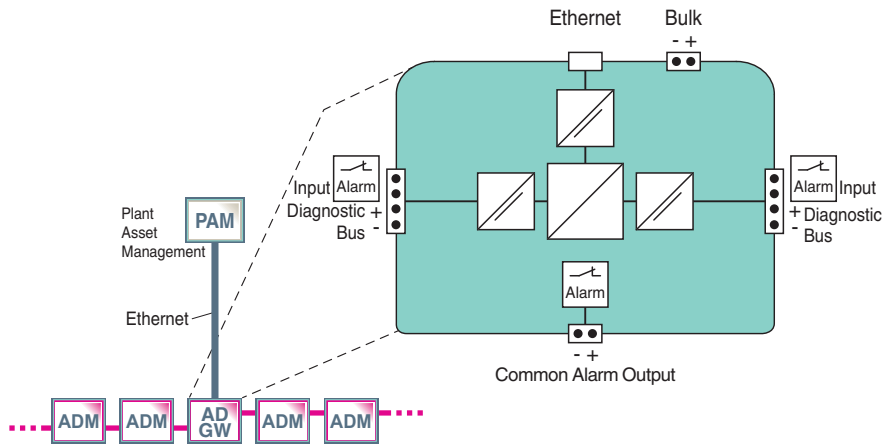 Ethernet
Bulk
- +
Alarm
Input
Diagnostic
Bus
+
-
Alarm
Input
Diagnostic
Bus
+
-
Plant
Asset
Management
PAM
Alarm
Ethernet
- +
Common Alarm Output
ADM
ADM
AD
GW
ADM
ADM